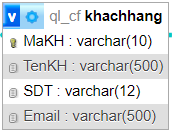 v ql_cf khachhang
MaKH : varchar(10)
TenKH : varchar(500)
SDT : varchar(12)
Email : varchar(500)